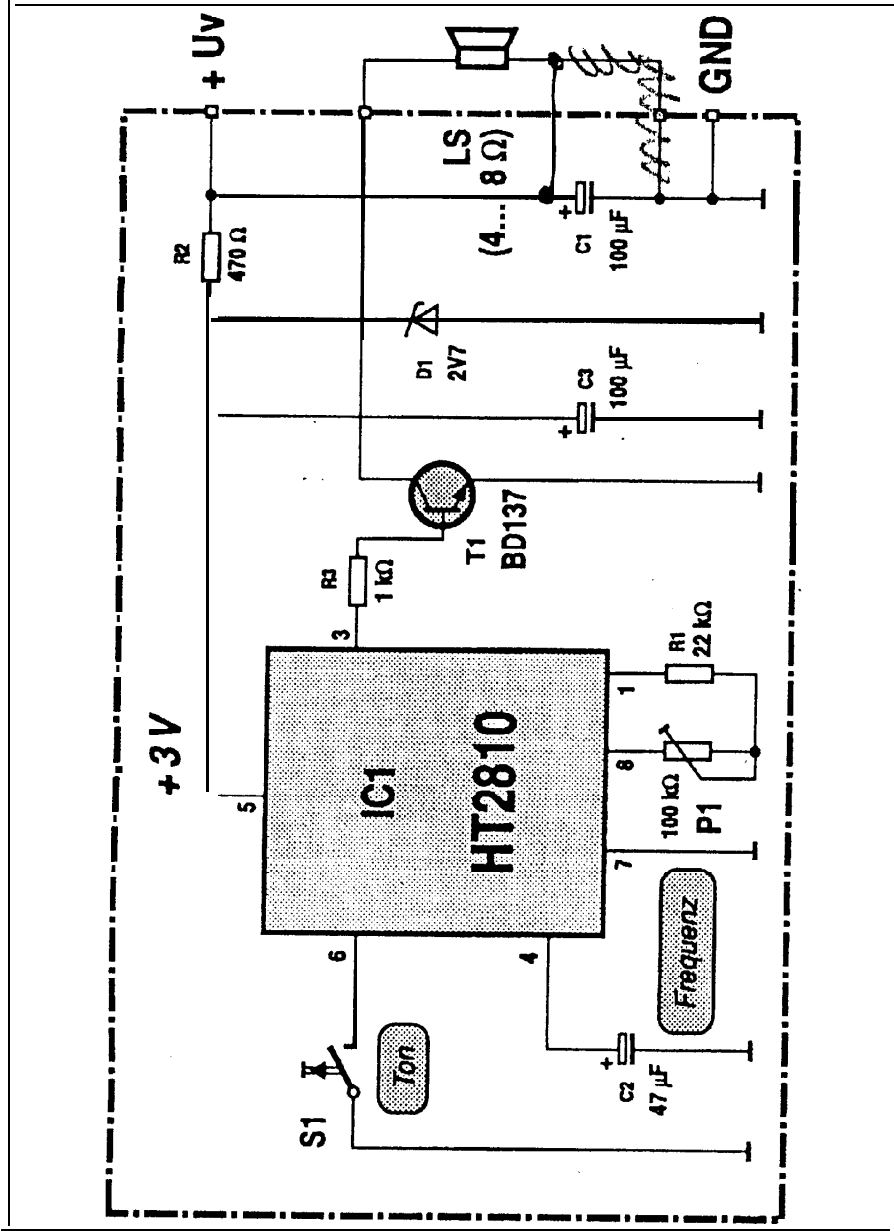 + Uv
GND
LS
(4.... 8 Ω)
R2
470 Ω
+
C1
100 µF
D1
2V7
+
C3
100 µF
T1
BD137
R3
1 kΩ
+3V
3
5
IC1
HT2810
6
4
7
8
1
R1
22 kΩ
100 kΩ
P1
Frequenz
S1
Ton
+
C2
47 µF